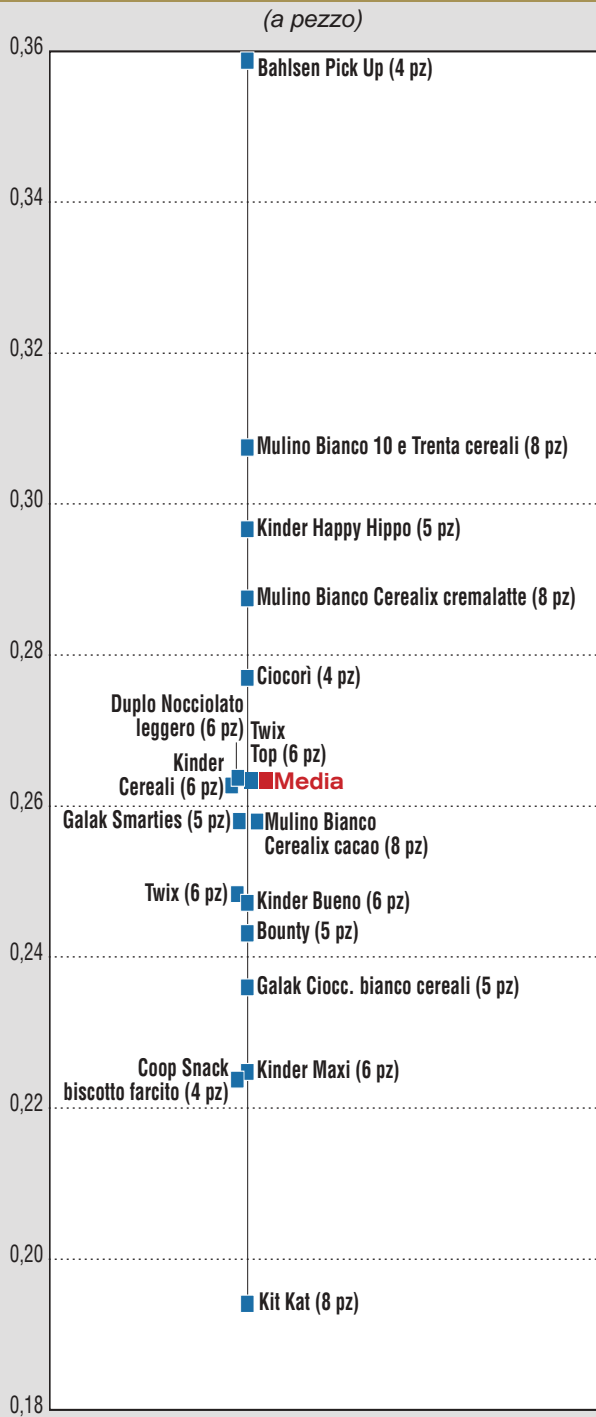 (a pezzo)
0,36
Bahlsen Pick Up (4 pz)
0,34
0,32
Mulino Bianco 10 e Trenta cereali (8 pz)
0,30
Kinder Happy Hippo (5 pz)
Mulino Bianco Cerealix cremalatte (8 pz)
0,28
Ciocorì (4 pz)
Duplo Nocciolato
leggero (6 pz)
Twix
Top (6 pz)
Kinder
Cereali (6 pz)
Media
0,26
Galak Smarties (5 pz)
Mulino Bianco
Cerealix cacao (8 pz)
Twix (6 pz)
Kinder Bueno (6 pz)
Bounty (5 pz)
0,24
Galak Ciocc. bianco cereali (5 pz)
Coop Snack
biscotto farcito (4 pz)
Kinder Maxi (6 pz)
0,22
0,20
Kit Kat (8 pz)
0,18